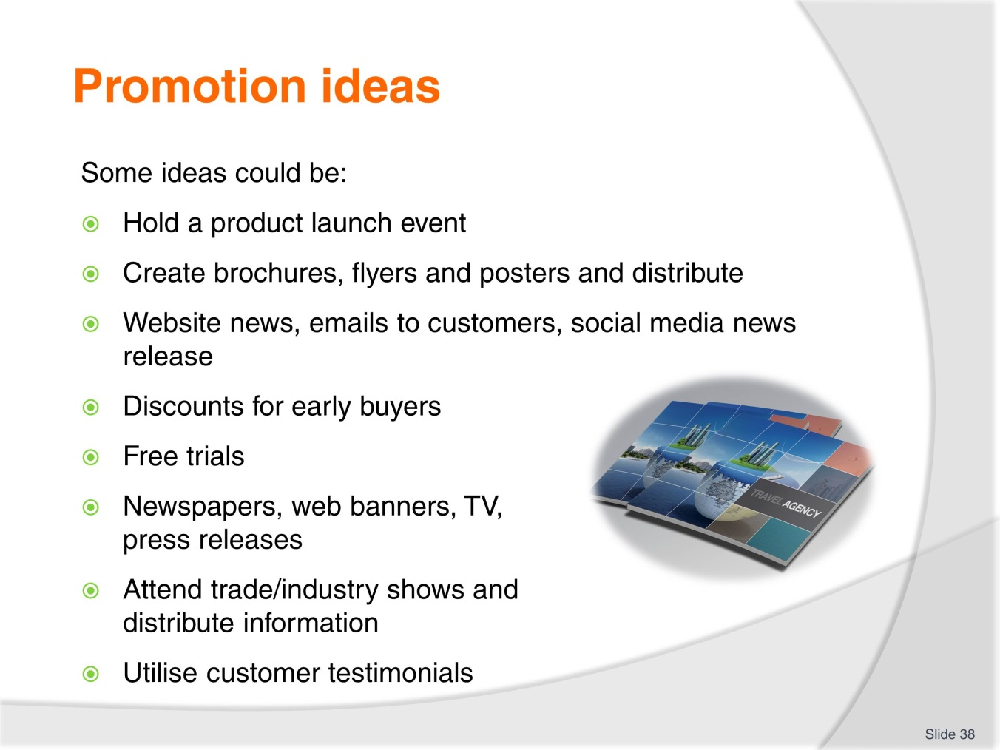 Promotion ideas
Some ideas could be:
Hold a product launch event
Create brochures, flyers and posters and distribute
Website news, emails to customers, social media news
release
Discounts for early buyers
Free trials
Newspapers, web banners, TV,
press releases
TRAVEL AGENCY
Attend trade/industry shows and
distribute information
Utilise customer testimonials
Slide 38